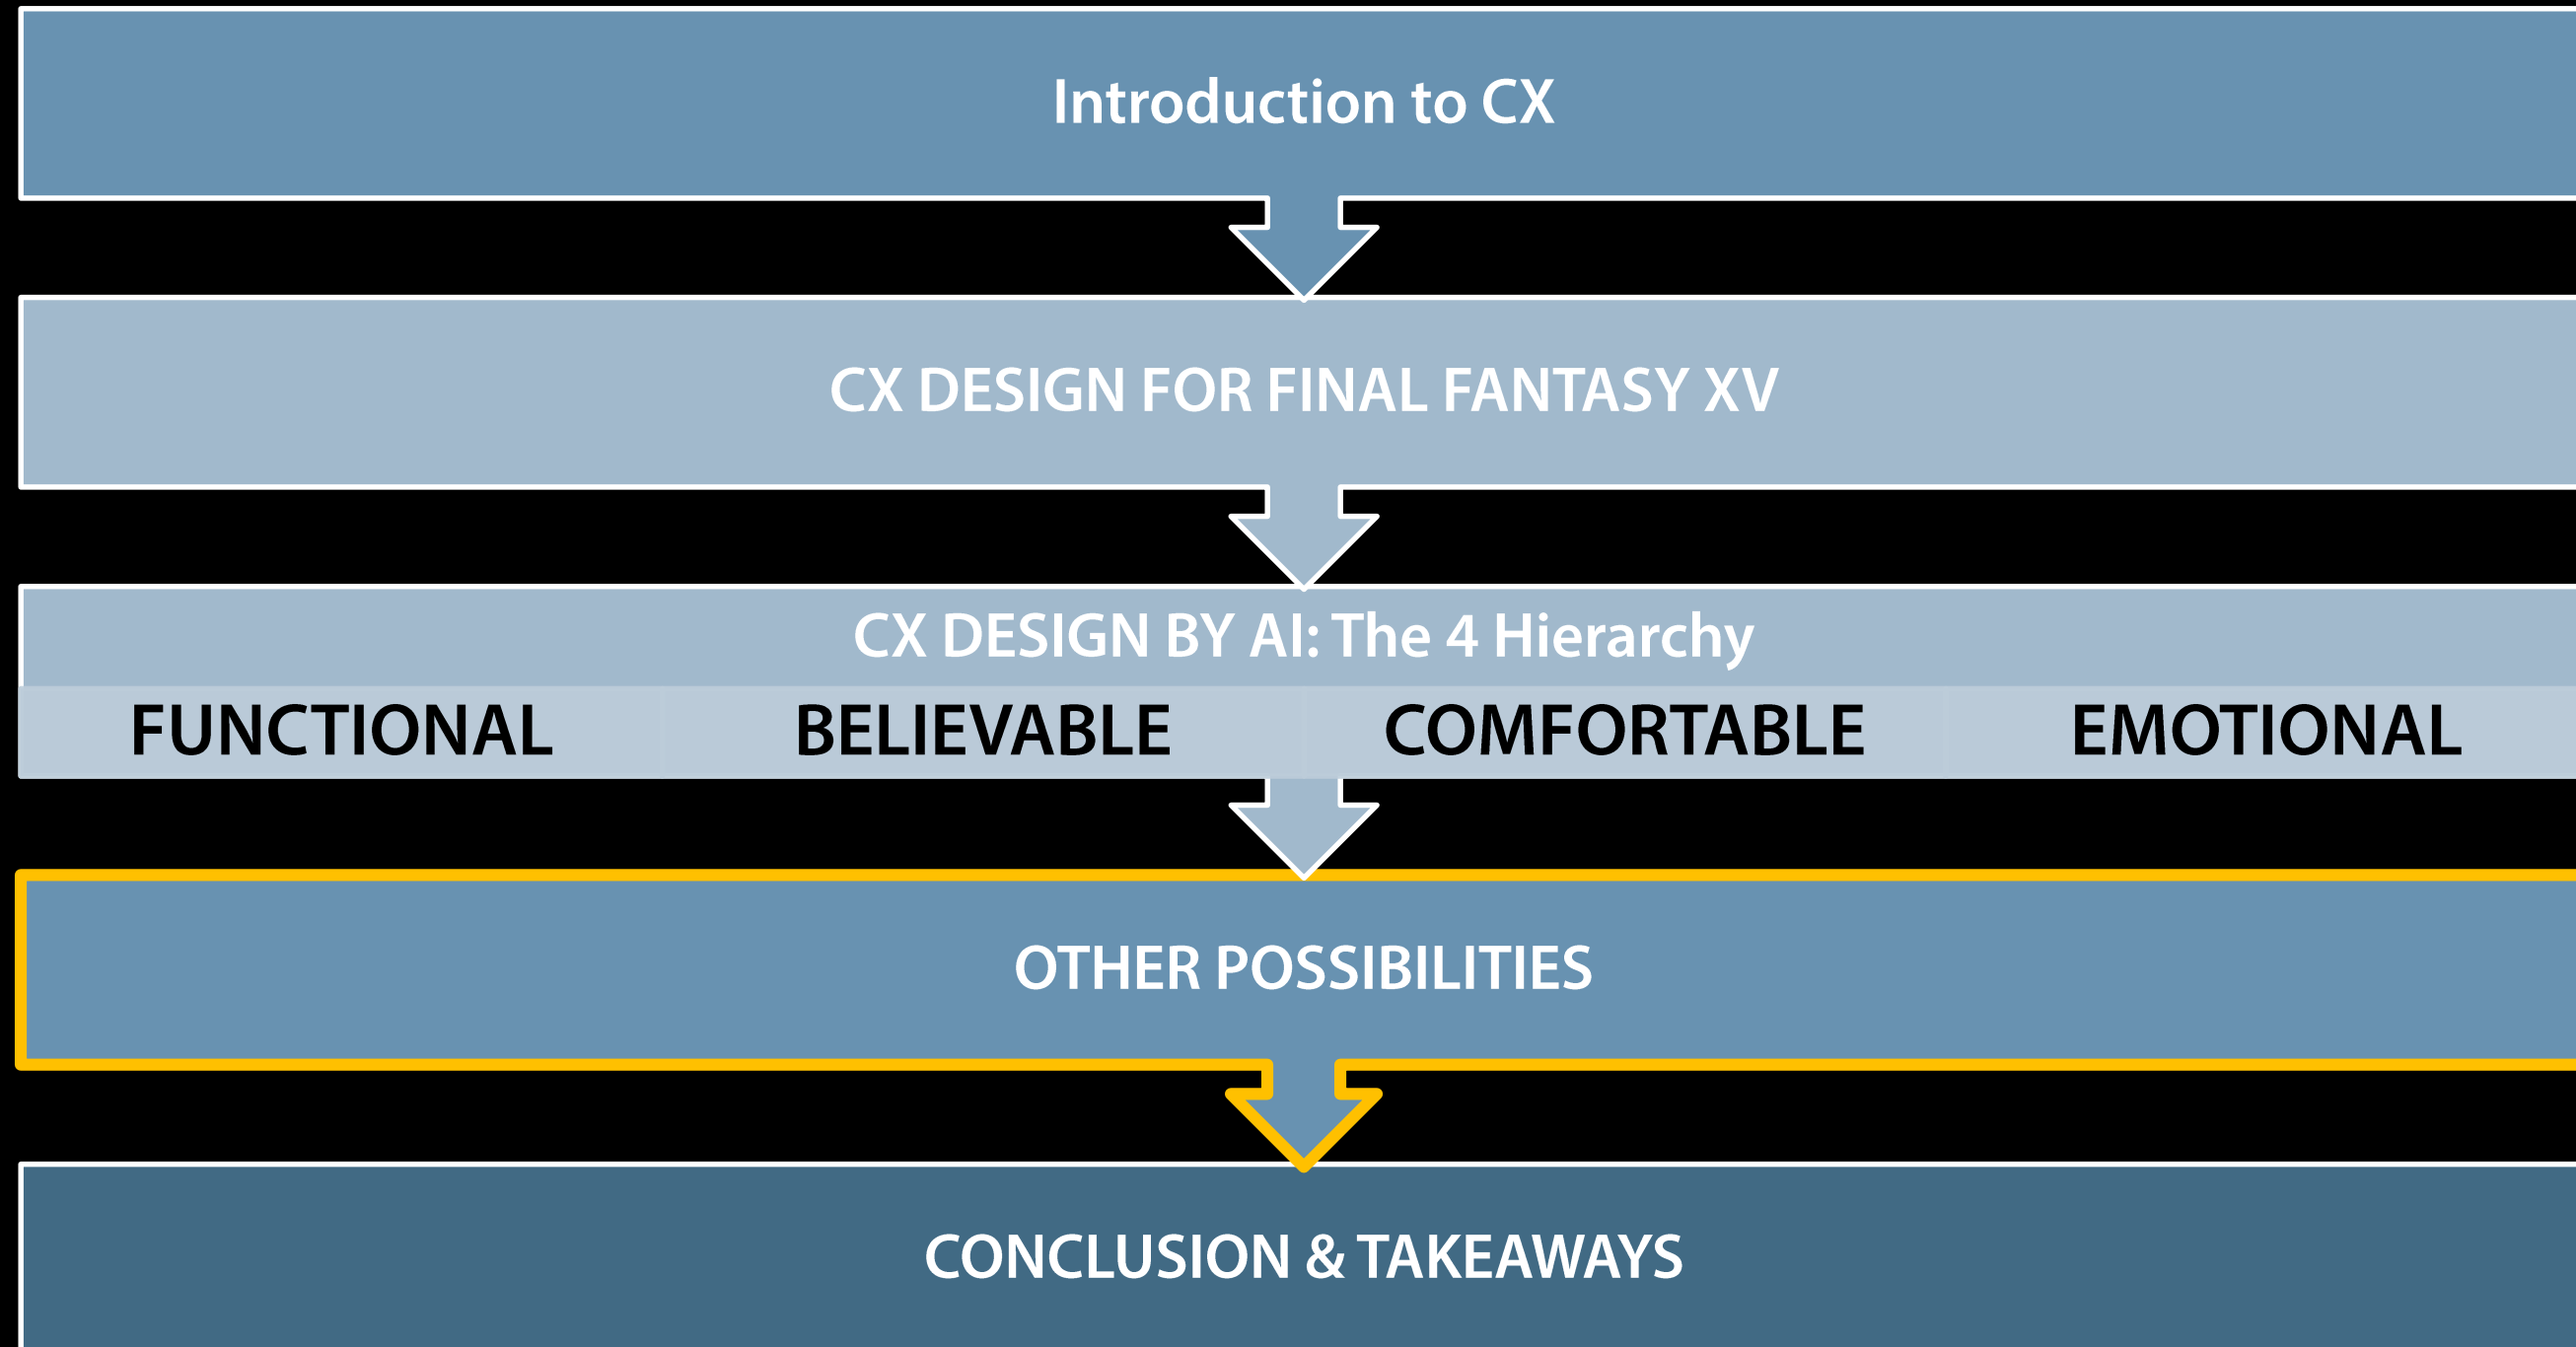 Introduction to CX
CX DESIGN FOR FINAL FANTASY XV
CX DESIGN BY AI: The 4 Hierarchy
FUNCTIONAL BELIEVABLE COMFORTABLE EMOTIONAL
OTHER POSSIBILITIES
CONCLUSION & TAKEAWAYS